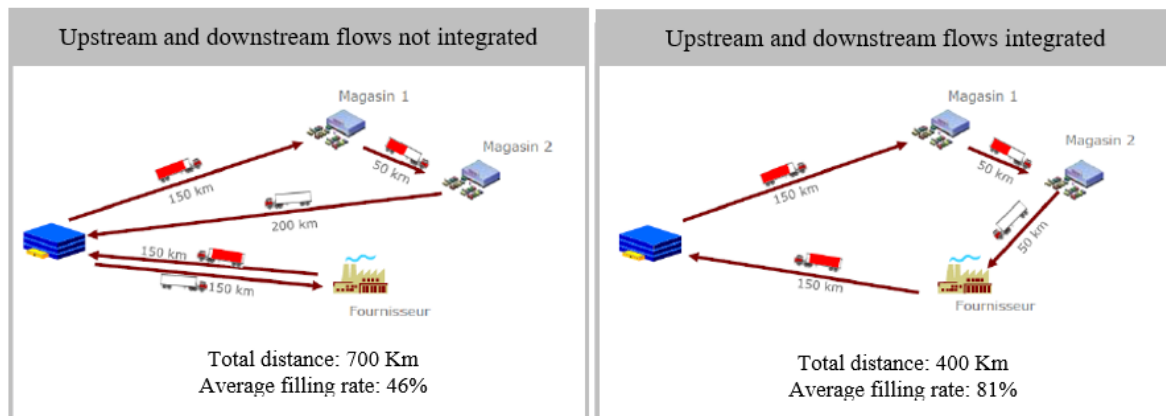 Upstream and downstream flows not integrated
Magasin 1
Magasin 2
150 km
50 km
200 km
150 km
150 km
Fournisseur
Total distance: 700 Km
Average filling rate: 46%
Upstream and downstream flows integrated
Magasin 1
Magasin 2
150 km
50 km
50 km
150 km
Fournisseur
Total distance: 400 Km
Average filling rate: 81%